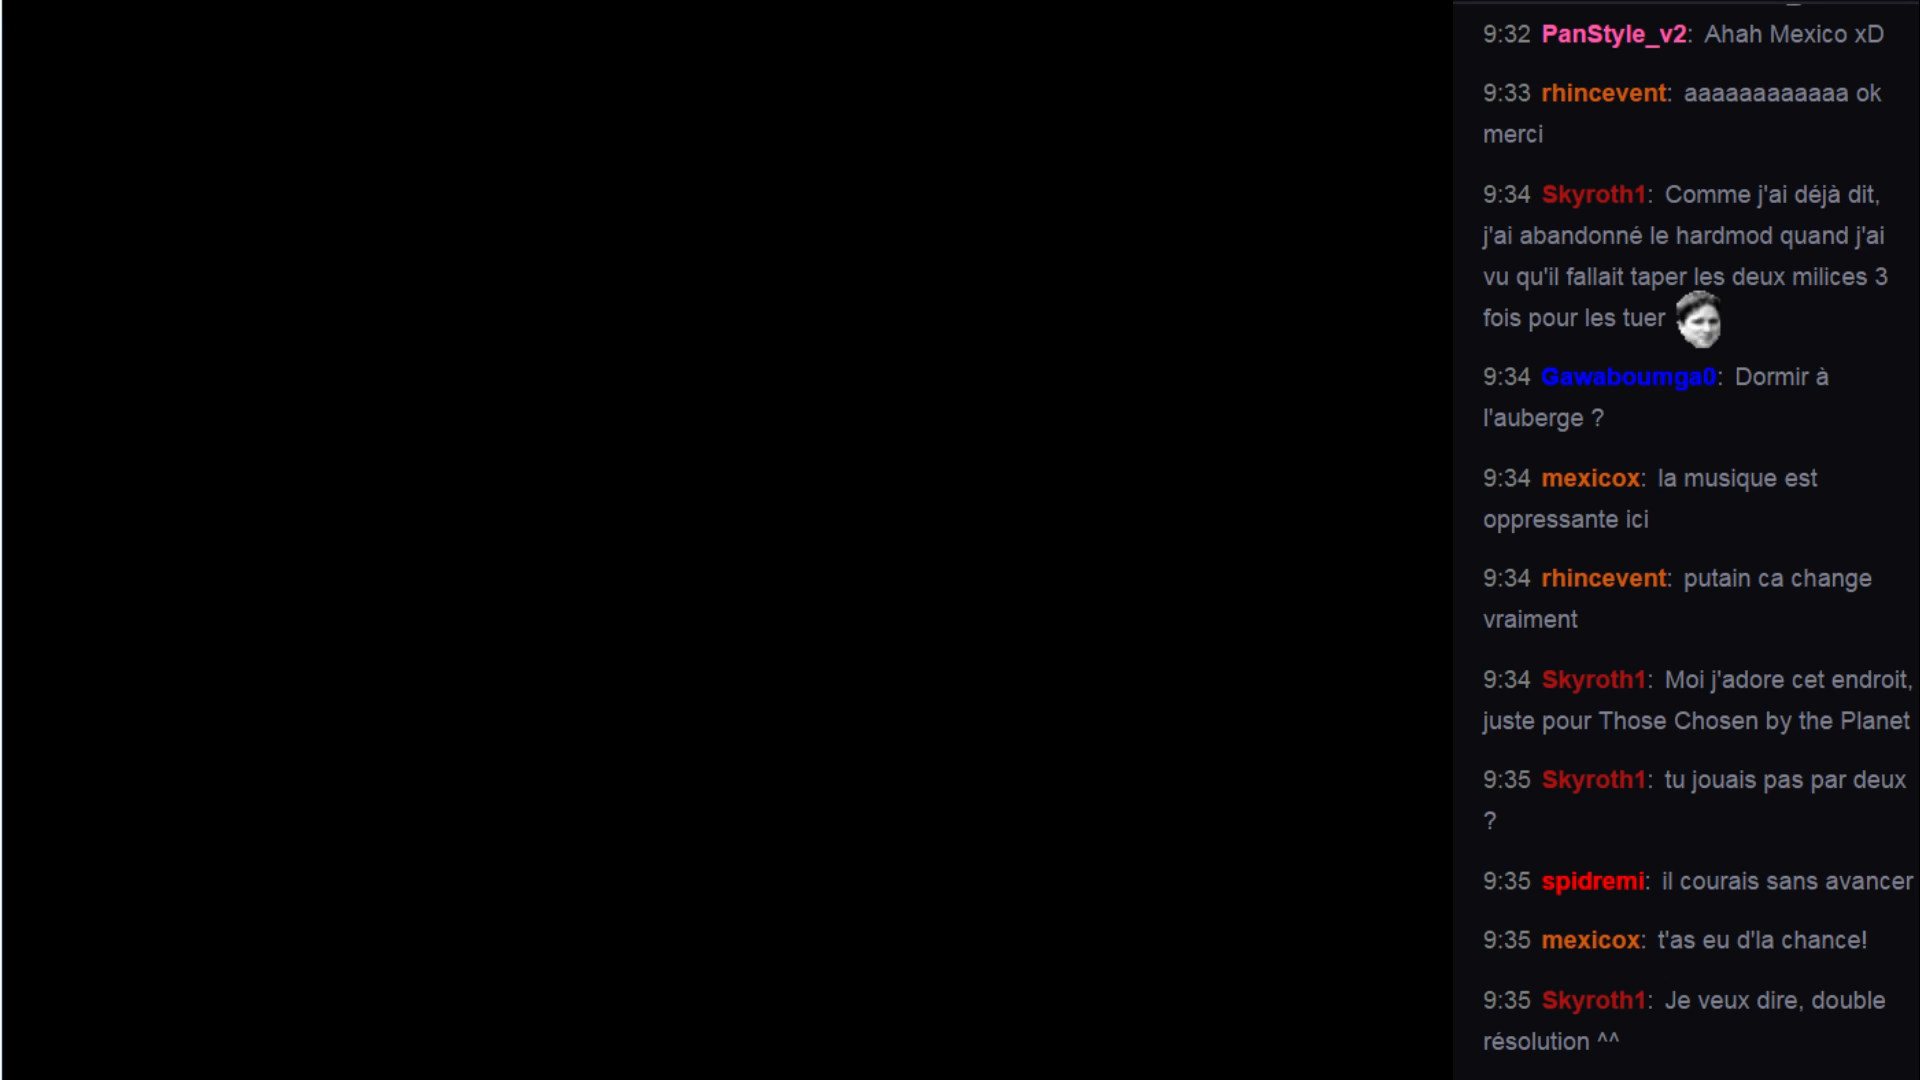 9:32 PanStyle_v2: Ahah Mexico xD
9:33 rhincevent: aaaaaaaaaaaa ok
merci
9:34 Skyroth1: Comme j'ai déjà dit,
j'ai abandonné le hardmod quand j'ai
vu qu'il fallait taper les deux milices 3
fois pour les tuer
9:34 Gawaboumga0: Dormir à
l'auberge ?
9:34 mexicox: la musique est
oppressante ici
9:34 rhincevent: putain ca change
vraiment
9:34 Skyroth1: Moi j'adore cet endroit,
juste pour Those Chosen by the Planet
9:35 Skyroth1: tu jouais pas par deux
?
9:35 spidremi: il courais sans avancer
9:35 mexicox: t'as eu d'la chance!
9:35 Skyroth1: Je veux dire, double
résolution ^^